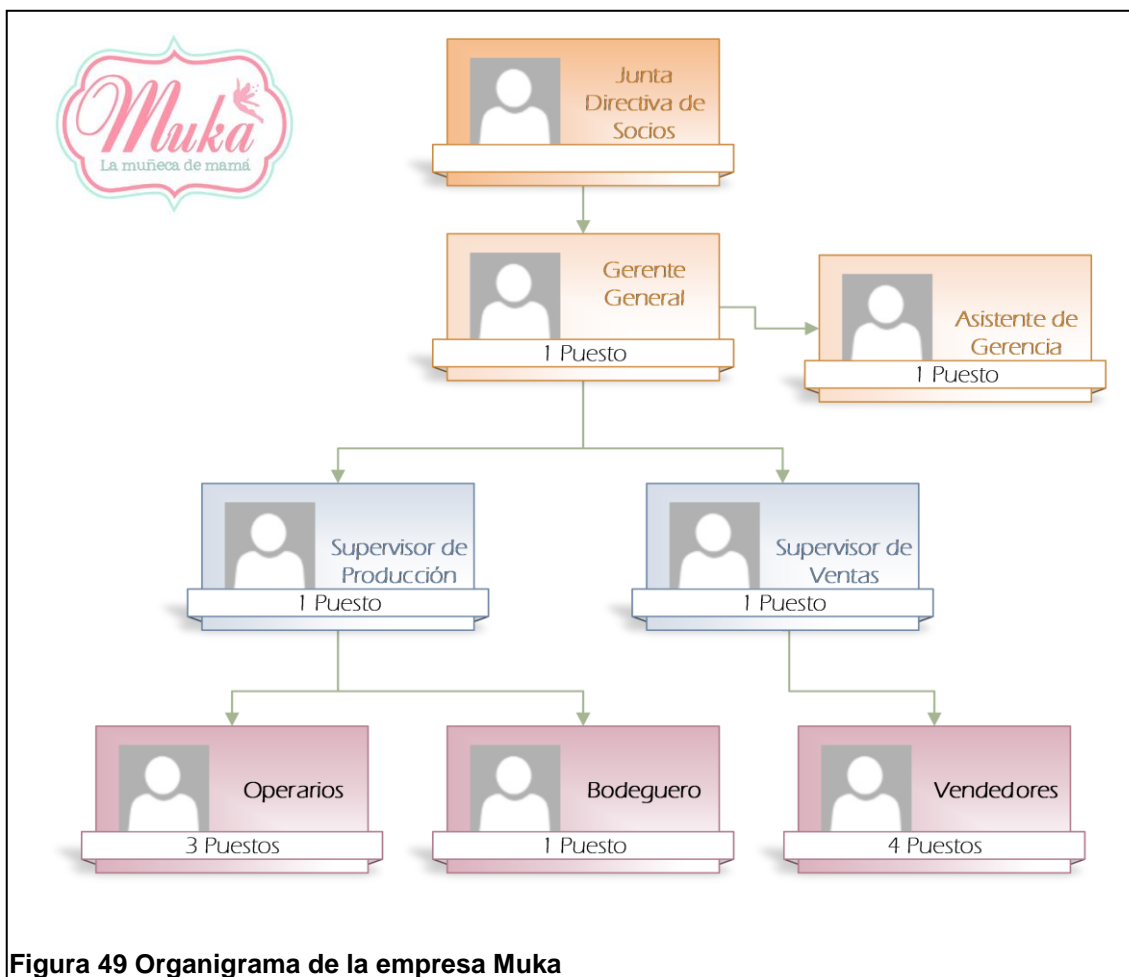 Muka
La muñeca de mamá
Junta
Directiva de
Socios
Gerente
General
1 Puesto
Asistente de
Gerencia
1 Puesto
Supervisor de
Producción
1 Puesto
Supervisor de
Ventas
1 Puesto
Operarios
3 Puestos
Bodeguero
1 Puesto
Vendedores
4 Puestos
Figura 49 Organigrama de la empresa Muka